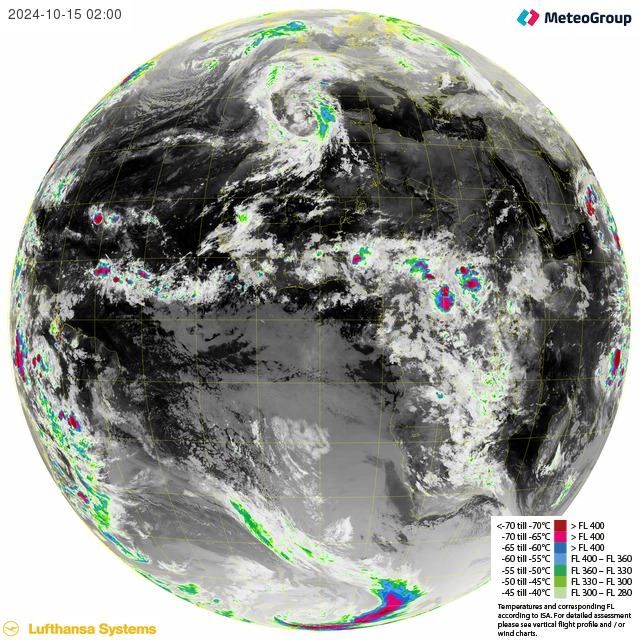 2024-10-15 02:00
MeteoGroup
<-70 till -70°C > FL 400
-70 till -65°C > FL 400
-65 till -60°C > FL 400
-60 till -55°C FL 400 – FL 360
-55 till -50°C FL 360 – FL 330
-50 till -45°C FL 330 – FL 300
-45 till -40°C FL 300 – FL 280
Temperatures and corresponding FL
according to ISA. For detailed assessment
please see vertical flight profile and / or
wind charts.
Lufthansa Systems